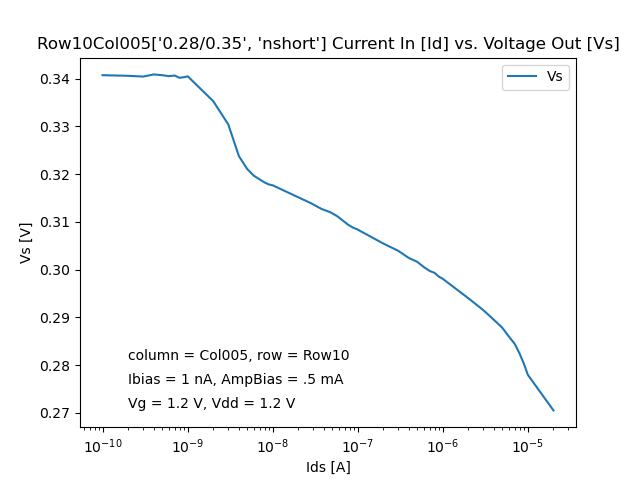 Row10Col005['0.28/0.35', 'nshort'] Current In [Id] vs. Voltage Out [Vs]
Vs
0.34
0.33
0.32
0.31
0.30
0.29
0.28
0.27
Vs [V]
column = Col005, row = Row10
Ibias = 1 nA, AmpBias = .5 mA
Vg = 1.2 V, Vdd = 1.2 V
10⁻¹⁰ 10⁻⁹ 10⁻⁸ 10⁻⁷ 10⁻⁶ 10⁻⁵
Ids [A]